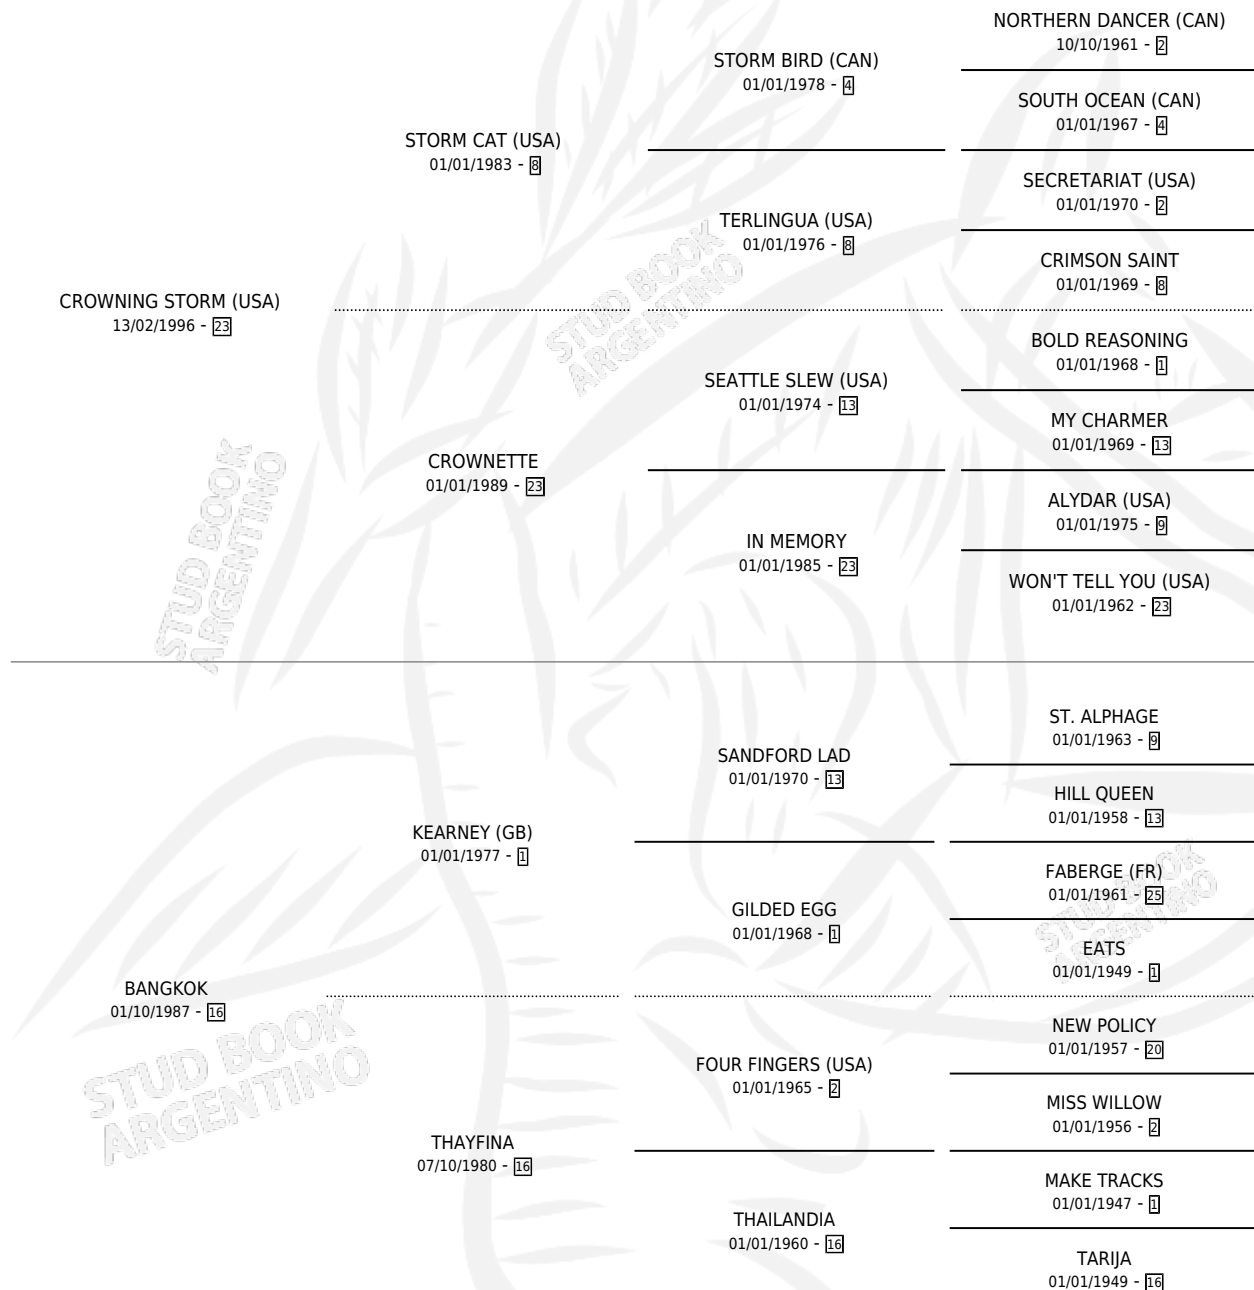 NORTHERN DANCER (CAN)
10/10/1961 - 2
STORM BIRD (CAN)
01/01/1978 - 4
SOUTH OCEAN (CAN)
01/01/1967 - 4
STORM CAT (USA)
01/01/1983 - 8
SECRETARIAT (USA)
01/01/1970 - 2
TERLINGUA (USA)
01/01/1976 - 8
CRIMSON SAINT
01/01/1969 - 8
CROWNING STORM (USA)
13/02/1996 - 23
STUD BOOK
ARGENTINO
BOLD REASONING
01/01/1968 - 1
SEATTLE SLEW (USA)
01/01/1974 - 13
MY CHARMER
01/01/1969 - 13
CROWNETTE
01/01/1989 - 23
ALYDAR (USA)
01/01/1975 - 9
IN MEMORY
01/01/1985 - 23
WON'T TELL YOU (USA)
01/01/1962 - 23
STUD BOOK
ARGENTINO
ST. ALPHAGE
01/01/1963 - 9
SANDFORD LAD
01/01/1970 - 13
HILL QUEEN
01/01/1958 - 13
KEARNEY (GB)
01/01/1977 - 1
FABERGE (FR)
01/01/1961 - 25
GILDED EGG
01/01/1968 - 1
EATS
01/01/1949 - 1
STUD BOOK
ARGENTINO
BANGKOK
01/10/1987 - 16
NEW POLICY
01/01/1957 - 20
FOUR FINGERS (USA)
01/01/1965 - 2
MISS WILLOW
01/01/1956 - 2
STUD BOOK
ARGENTINO
THAYFINA
07/10/1980 - 16
MAKE TRACKS
01/01/1947 - 1
THAILANDIA
01/01/1960 - 16
TARIJA
01/01/1949 - 16